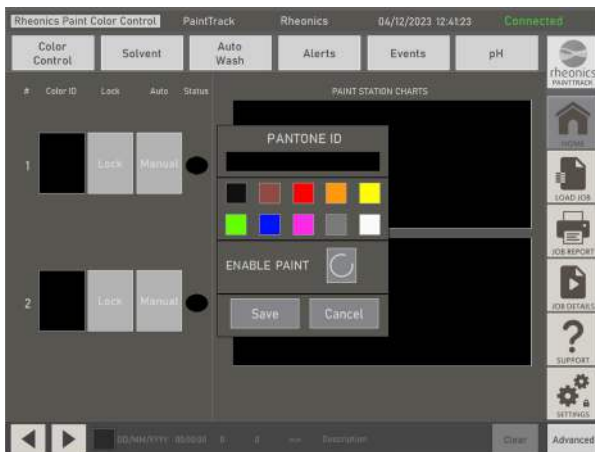 Rheonics Paint Color Control PaintTrack Rheonics 04/12/2023 12:41:23 Connected
Color Control Solvent Auto Wash Alerts Events pH
rheonics
PAINTTRACK
# Color ID Lock Auto Status PAINT STATION CHARTS
HOME
PANTONE ID
1 Lock Manual
LOAD JOB
JOB REPORT
ENABLE PAINT
2 Lock Manual
Save Cancel
JOB DETAILS
SUPPORT
SETTINGS
DD/MM/YYYY 00:00:00 Description Clear Advanced